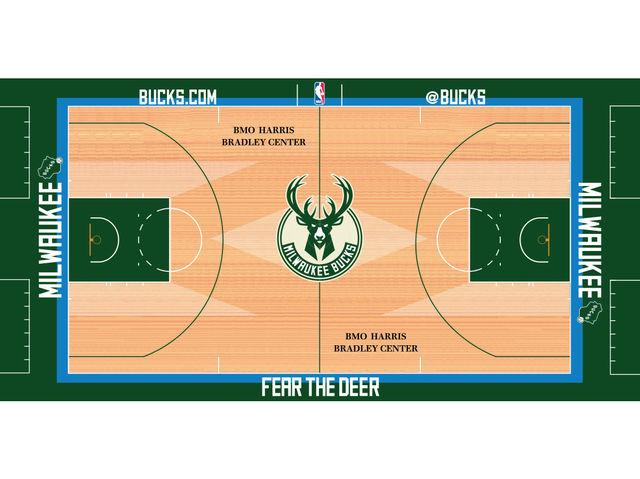 BUCKS.COM
@BUCKS
BMO HARRIS
BRADLEY CENTER
MILWAUKEE
MILWAUKEE BUCKS
MILWAUKEE
BMO HARRIS
BRADLEY CENTER
FEAR THE DEER